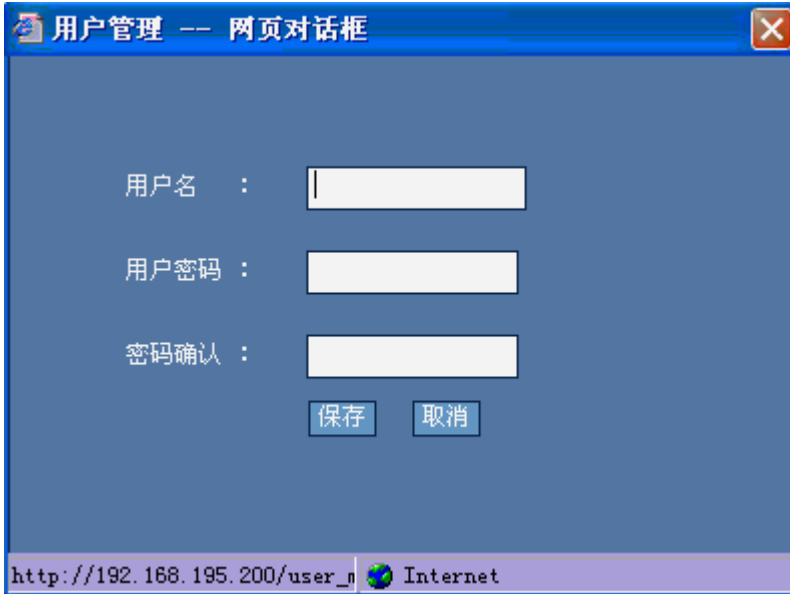 用户管理 -- 网页对话框
用户名 :
用户密码 :
密码确认 :
保存 取消
http://192.168.195.200/user_m Internet